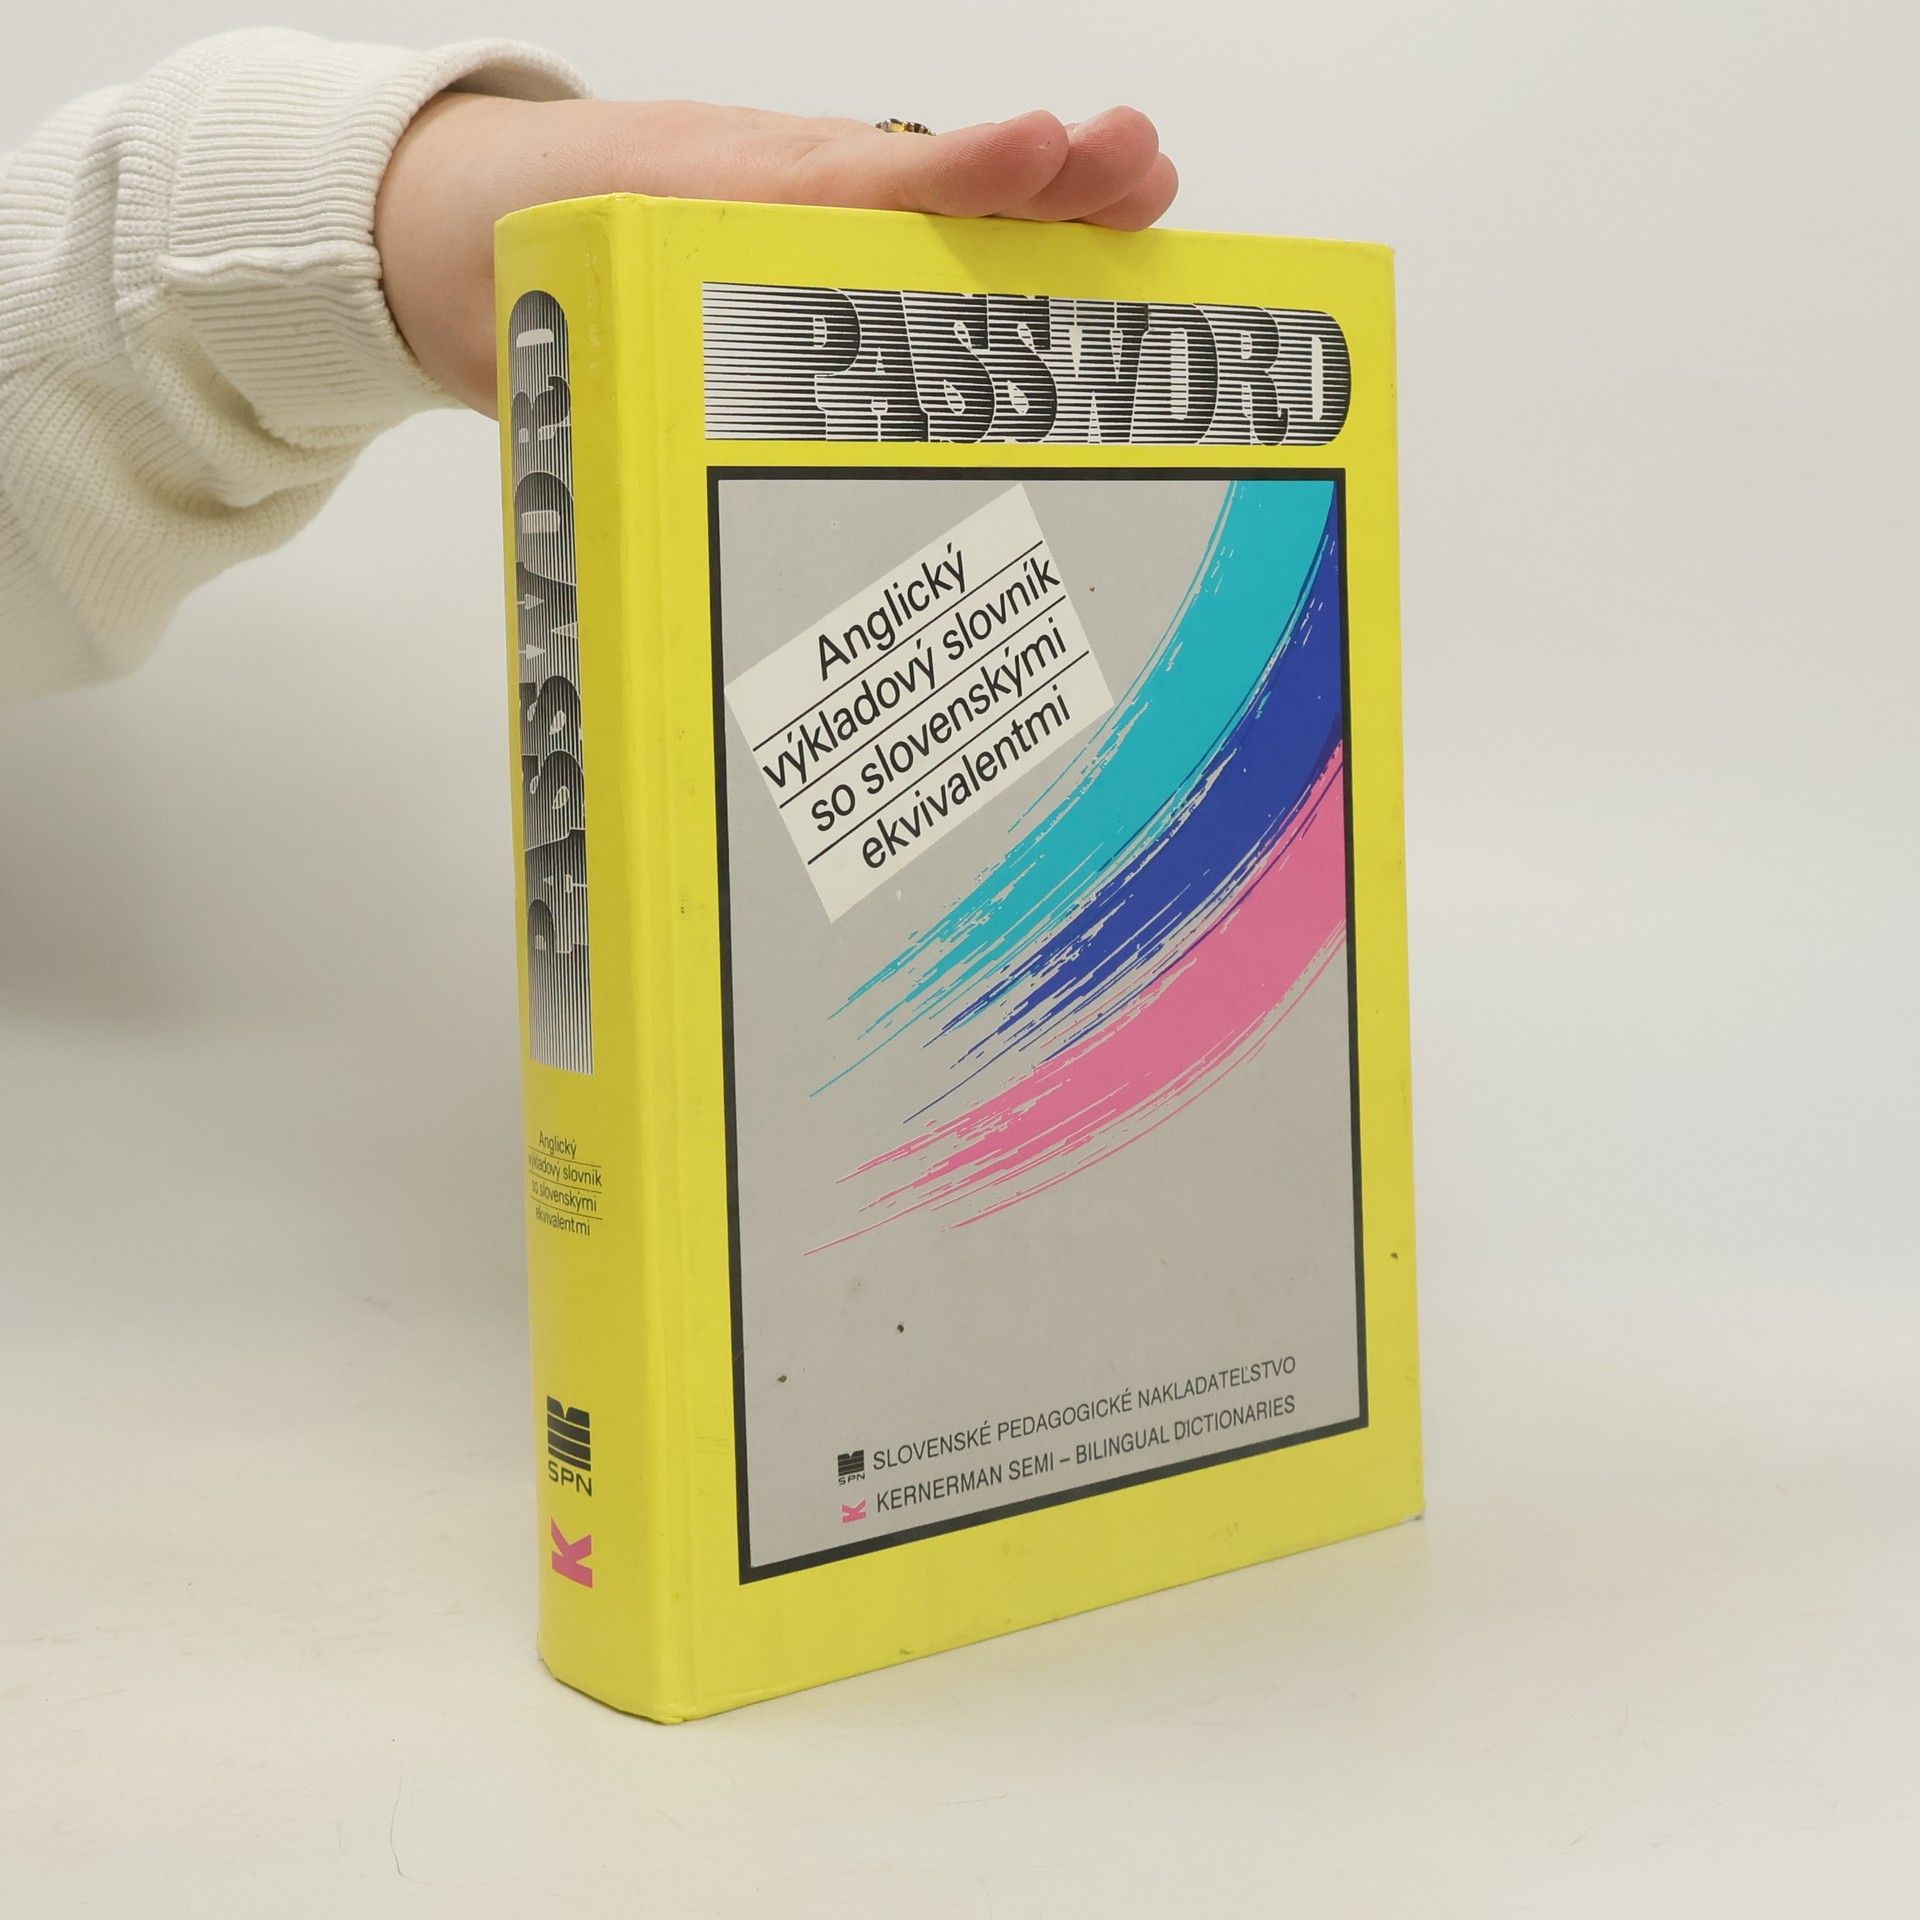 PASSWORD
Anglický
výkladový slovník
so slovenskými
ekvivalentmi
SPN
K
PASSWORD
Anglický
výkladový slovník
so slovenskými
ekvivalentmi
SPN SLOVENSKÉ PEDAGOGICKÉ NAKLADATEĽSTVO
K KERNERMAN SEMI – BILINGUAL DICTIONARIES